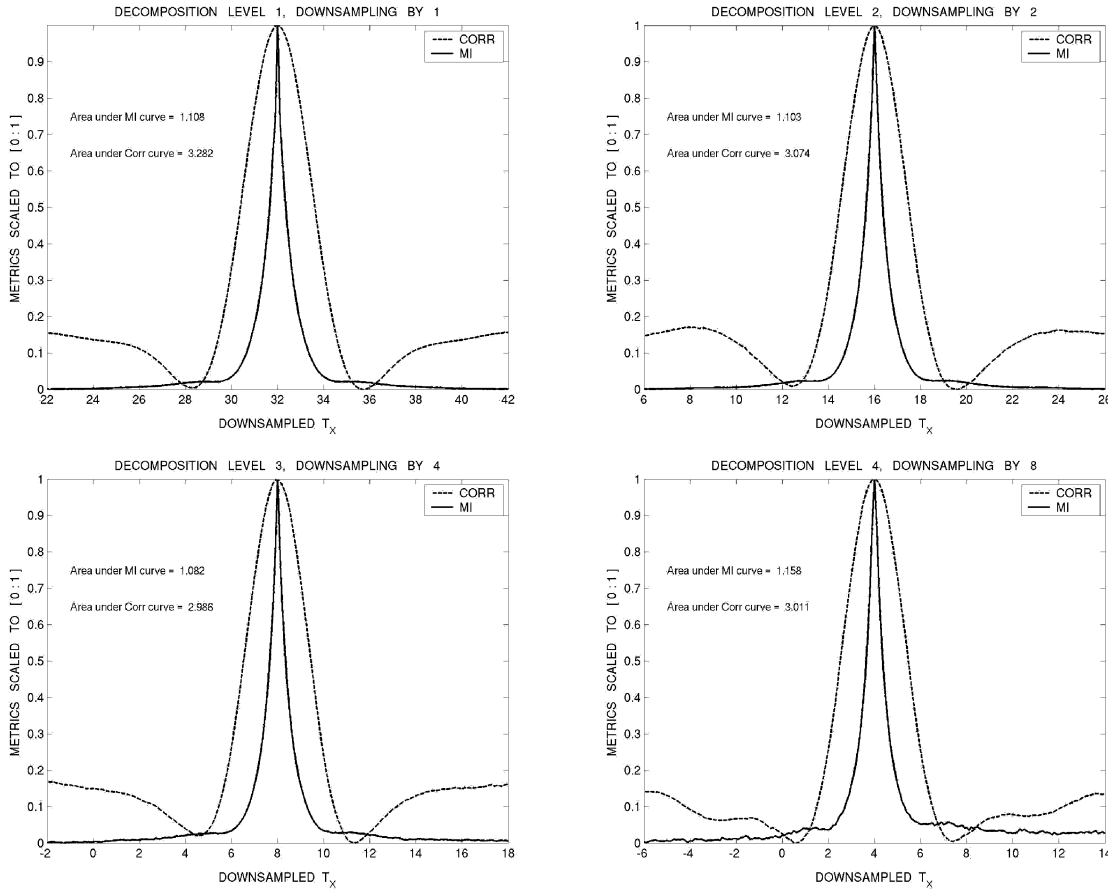 DECOMPOSITION LEVEL 1, DOWNSAMPLING BY 1
CORR
MI
Area under MI curve = 1.108
Area under Corr curve = 3.282
METRICS SCALED TO [ 0 : 1 ]
1
0.9
0.8
0.7
0.6
0.5
0.4
0.3
0.2
0.1
0
22 24 26 28 30 32 34 36 38 40 42
DOWNSAMPLED T_X
DECOMPOSITION LEVEL 2, DOWNSAMPLING BY 2
CORR
MI
Area under MI curve = 1.103
Area under Corr curve = 3.074
METRICS SCALED TO [ 0 : 1 ]
1
0.9
0.8
0.7
0.6
0.5
0.4
0.3
0.2
0.1
0
6 8 10 12 14 16 18 20 22 24 26
DOWNSAMPLED T_X
DECOMPOSITION LEVEL 3, DOWNSAMPLING BY 4
CORR
MI
Area under MI curve = 1.082
Area under Corr curve = 2.986
METRICS SCALED TO [ 0 : 1 ]
1
0.9
0.8
0.7
0.6
0.5
0.4
0.3
0.2
0.1
0
-2 0 2 4 6 8 10 12 14 16 18
DOWNSAMPLED T_X
DECOMPOSITION LEVEL 4, DOWNSAMPLING BY 8
CORR
MI
Area under MI curve = 1.158
Area under Corr curve = 3.011
METRICS SCALED TO [ 0 : 1 ]
1
0.9
0.8
0.7
0.6
0.5
0.4
0.3
0.2
0.1
0
-6 -4 -2 0 2 4 6 8 10 12 14
DOWNSAMPLED T_X